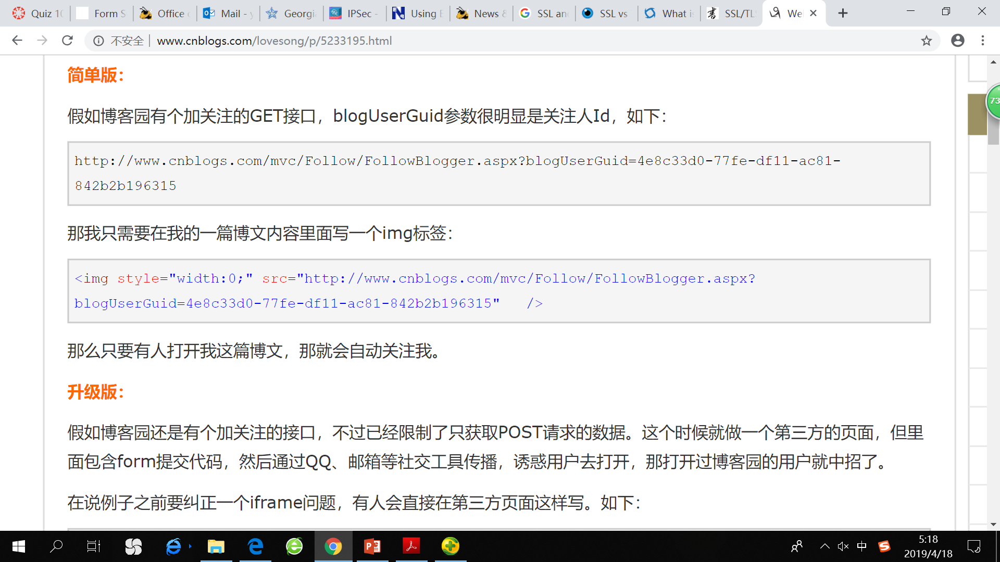 Quiz 10
Form S
Office
Mail -
Georgi
IPSec -
Using
News &
SSL an
SSL vs
What i
SSL/TL
We
不安全 | www.cnblogs.com/lovesong/p/5233195.html
简单版：
假如博客园有个加关注的GET接口，blogUserGuid参数很明显是关注人Id，如下：
http://www.cnblogs.com/mvc/Follow/FollowBlogger.aspx?blogUserGuid=4e8c33d0-77fe-df11-ac81-
842b2b196315
那我只需要在我的一篇博文内容里面写一个img标签：
<img style="width:0;" src="http://www.cnblogs.com/mvc/Follow/FollowBlogger.aspx?
blogUserGuid=4e8c33d0-77fe-df11-ac81-842b2b196315"   />
那么只要有人打开我这篇博文，那就会自动关注我。
升级版：
假如博客园还是有个加关注的接口，不过已经限制了只获取POST请求的数据。这个时候就做一个第三方的页面，但里
面包含form提交代码，然后通过QQ、邮箱等社交工具传播，诱惑用户去打开，那打开过博客园的用户就中招了。
在说例子之前要纠正一个iframe问题，有人会直接在第三方页面这样写。如下：
73
中
5:18
2019/4/18